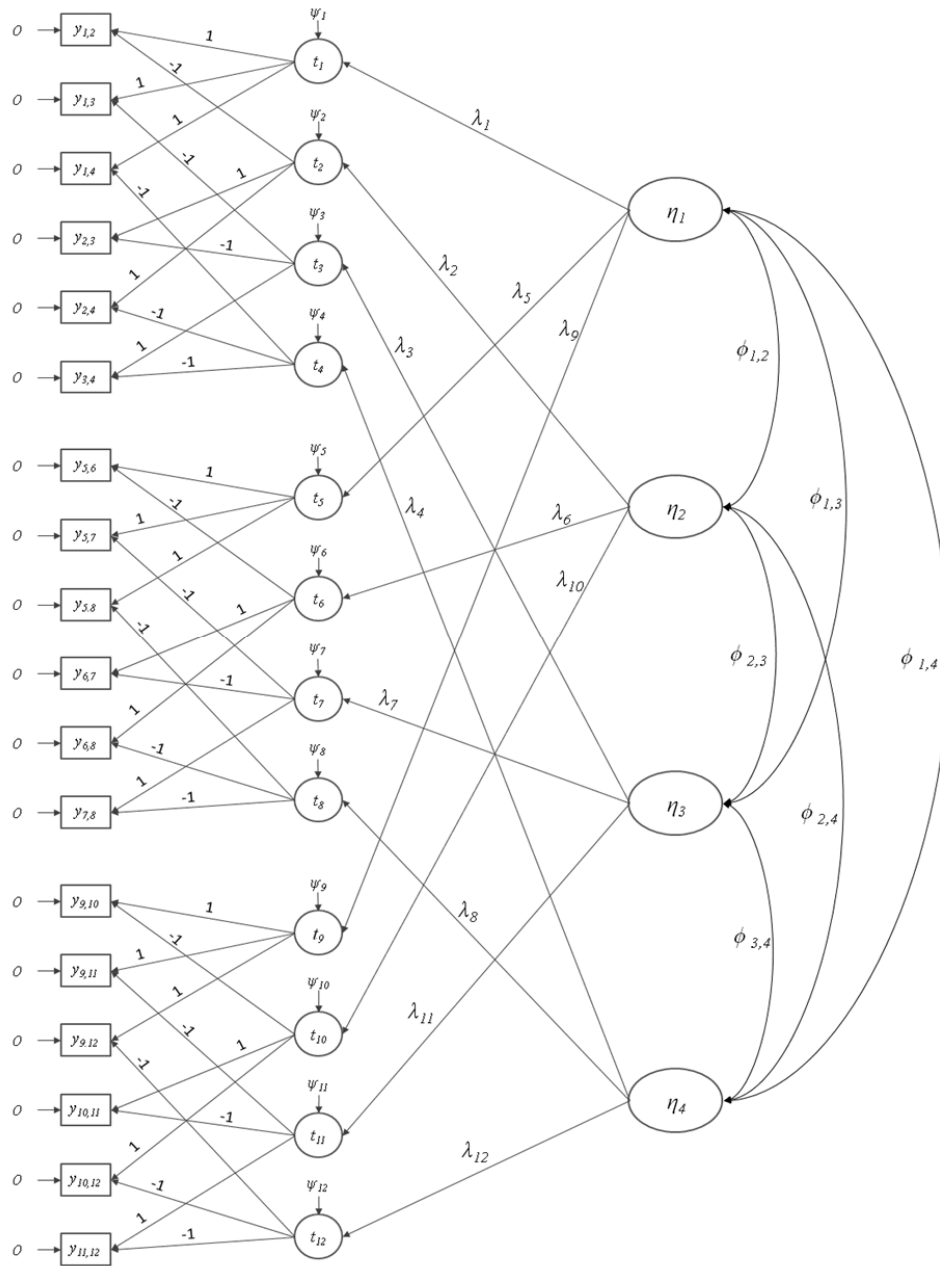 0 y1,2 1 ψ1
-1 t1
0 y1,3 1
1 λ1
0 y1,4 -1 ψ2
-1 1 t2
η1
0 y2,3 ψ3
-1 t3 λ2
1 λ5
0 y2,4 -1 ψ4 λ9
1 λ3 ϕ1,2
0 y3,4 -1 t4
0 y5,6 1 ψ5
-1 t5 ϕ1,3
0 y5,7 1 λ4 λ6 η2
1 ψ6
-1 λ10
0 y5.8 1 t6
-1
0 y6,7 ψ7 ϕ2,3 ϕ1,4
-1 t7 λ7
1
0 y6,8 -1 ψ8
1
0 y7,8 -1 t8 η3 ϕ2,4
0 y9,10 1 ψ9 λ8
-1 t9 ϕ3,4
0 y9,11 1
1 ψ10
-1 λ11
0 y9.12 1 t10
-1
0 y10,11 ψ11 η4
-1 t11
1 λ12
0 y10,12 -1 ψ12
1
0 y11,12 -1 t12